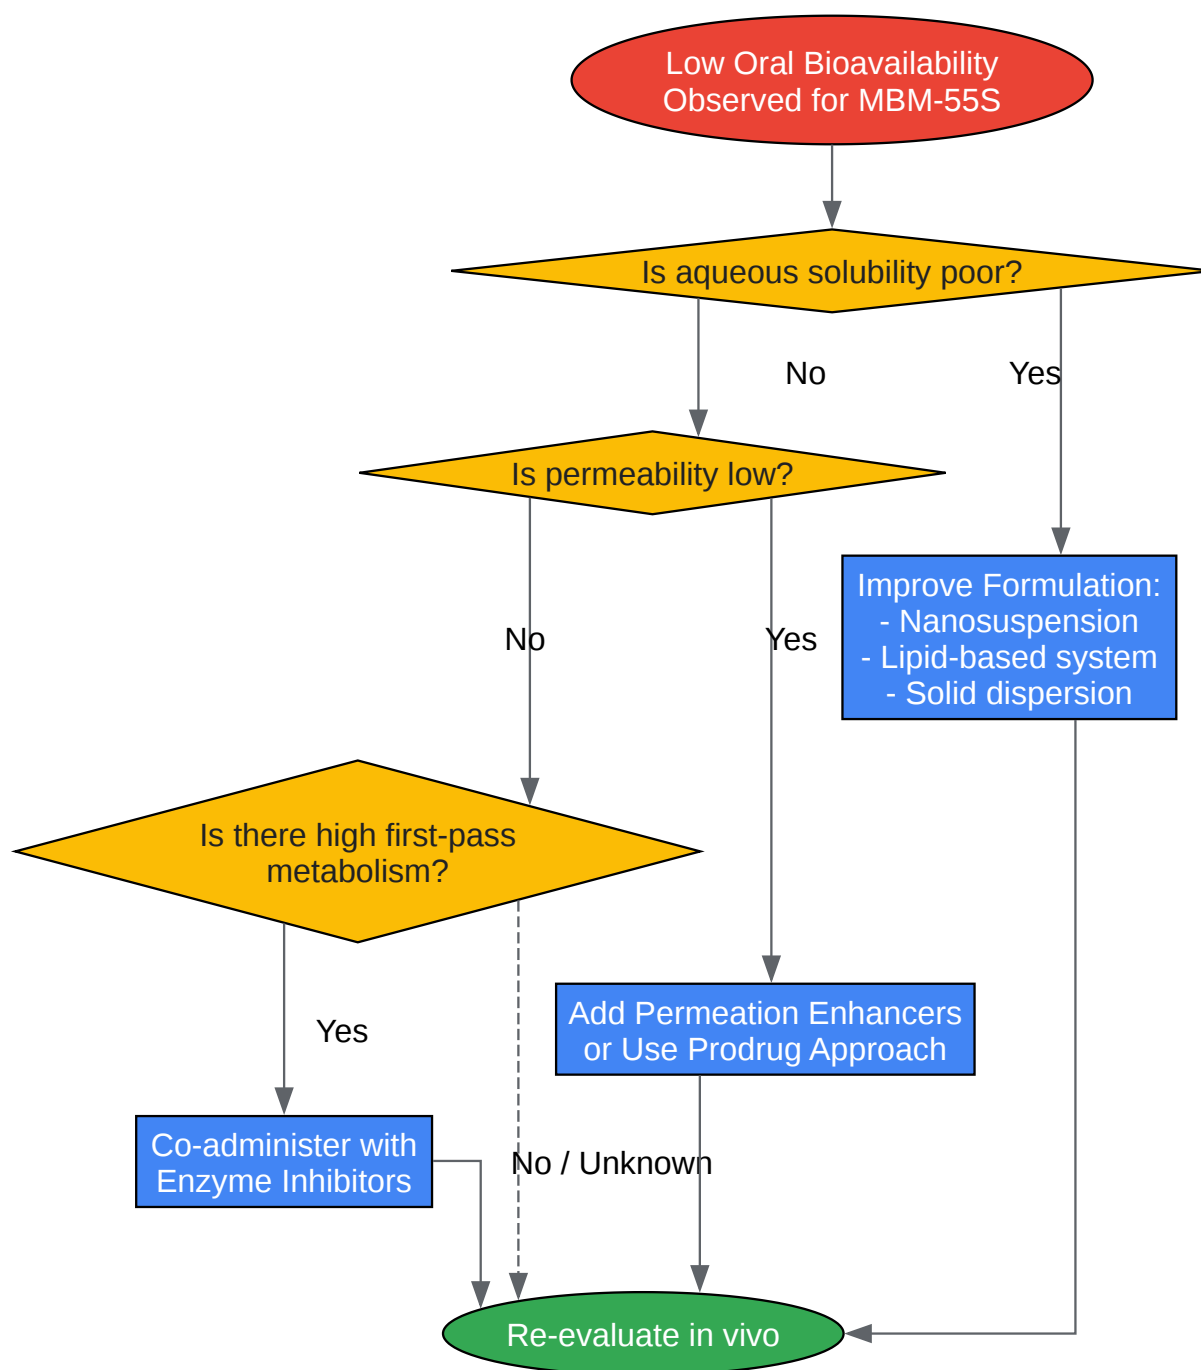 Low Oral Bioavailability
Observed for MBM-55S
Is aqueous solubility poor?
No
Yes
Is permeability low?
Improve Formulation:
- Nanosuspension
- Lipid-based system
- Solid dispersion
No
Yes
Is there high first-pass
metabolism?
Yes
Add Permeation Enhancers
or Use Prodrug Approach
Co-administer with
Enzyme Inhibitors
No / Unknown
Re-evaluate in vivo